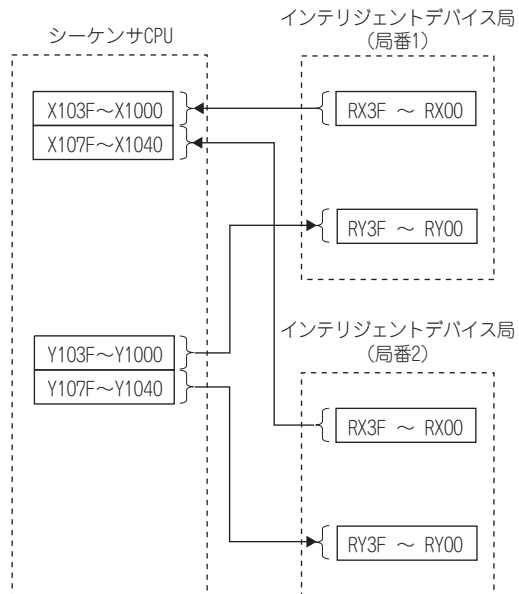 シーケンサCPU
X103F～X1000
X107F～X1040
Y103F～Y1000
Y107F～Y1040
インテリジェントデバイス局
(局番1)
RX3F ～ RX00
RY3F ～ RY00
インテリジェントデバイス局
(局番2)
RX3F ～ RX00
RY3F ～ RY00